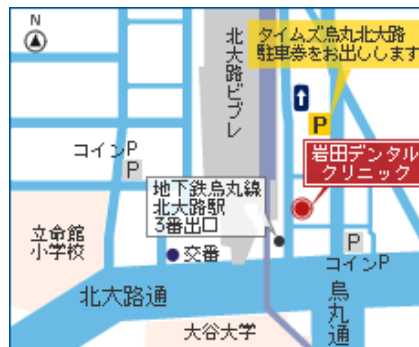 N
北大路ビブレ
タイムズ烏丸北大路
駐車券をお出しします
P
コインP
P
岩田デンタル
クリニック
地下鉄烏丸線
北大路駅
3番出口
立命館
小学校
交番
P
コインP
北大路通
烏丸通
大谷大学